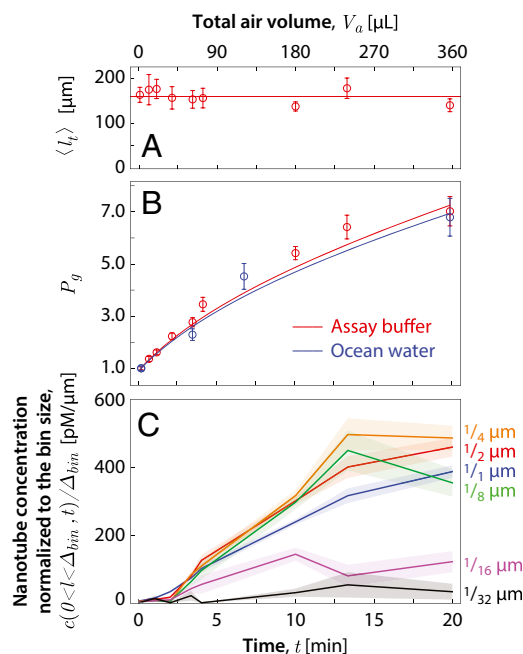 Total air volume, V_a [µL]
0 90 180 270 360
200
100
0
⟨l_t⟩ [µm]
A
B
7.0
5.0
3.0
1.0
P_g
Assay buffer
Ocean water
C
600
400
200
0
Nanotube concentration
normalized to the bin size,
c(0<l<Δ_bin, t)/Δ_bin [pM/µm]
1/4 µm
1/2 µm
1/1 µm
1/8 µm
1/16 µm
1/32 µm
0 5 10 15 20
Time, t [min]